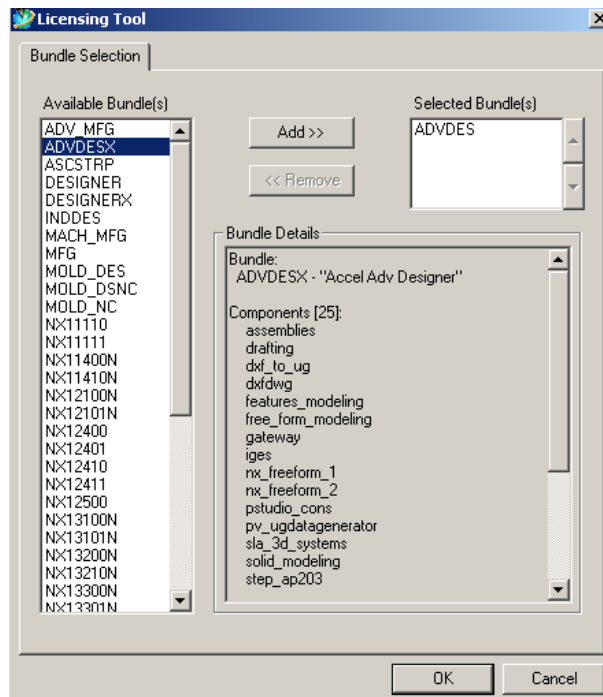 Licensing Tool
Bundle Selection
Available Bundle(s)
ADV_MFG
ADVDESX
ASCSTRP
DESIGNER
DESIGNERX
INDDES
MACH_MFG
MFG
MOLD_DES
MOLD_DSNC
MOLD_NC
NX11110
NX11111
NX11400N
NX11410N
NX12100N
NX12101N
NX12400
NX12401
NX12410
NX12411
NX12500
NX13100N
NX13101N
NX13200N
NX13210N
NX13300N
NX13301N
Add >>
<< Remove
Selected Bundle(s)
ADVDES
Bundle Details
Bundle:
ADVDESX - "Accel Adv Designer"
Components [25]:
assemblies
drafting
dxf_to_ug
dxfdwg
features_modeling
free_form_modeling
gateway
iges
nx_freeform_1
nx_freeform_2
pstudio_cons
pv_ugdatagenerator
sla_3d_systems
solid_modeling
step_ap203
OK
Cancel